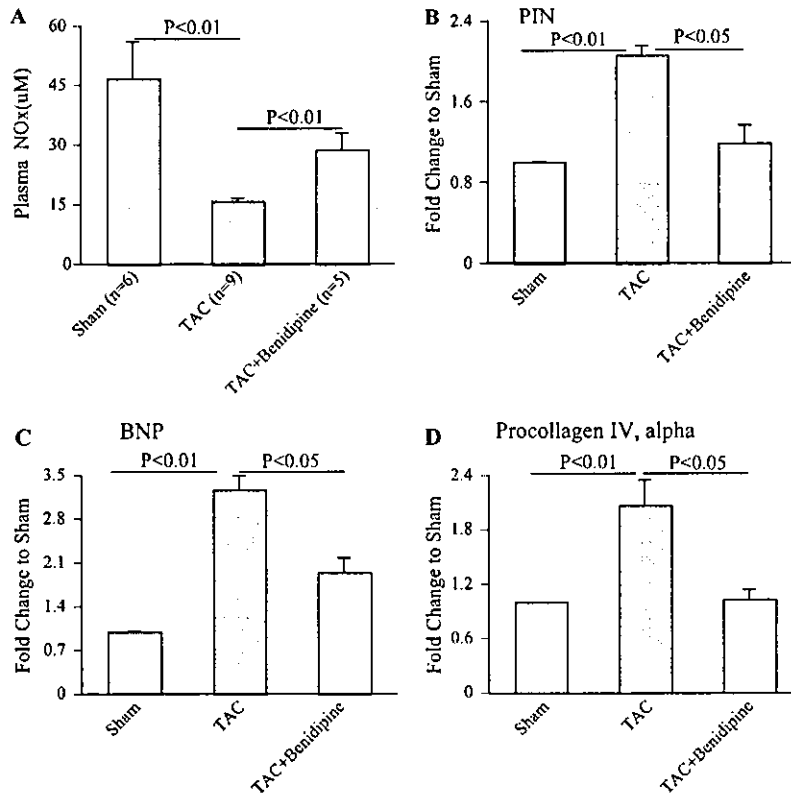 A
Plasma NOx(uM)
60
45
30
15
0
P<0.01
P<0.01
Sham (n=6)
TAC (n=9)
TAC+Benidipine (n=5)
B PIN
Fold Change to Sham
2.4
1.6
0.8
0
P<0.01 P<0.05
Sham
TAC
TAC+Benidipine
C BNP
Fold Change to Sham
3.5
2.8
2.1
1.4
0.7
0
P<0.01 P<0.05
Sham
TAC
TAC+Benidipine
D Procollagen IV, alpha
Fold Change to Sham
2.4
1.8
1.2
0.6
0
P<0.01 P<0.05
Sham
TAC
TAC+Benidipine